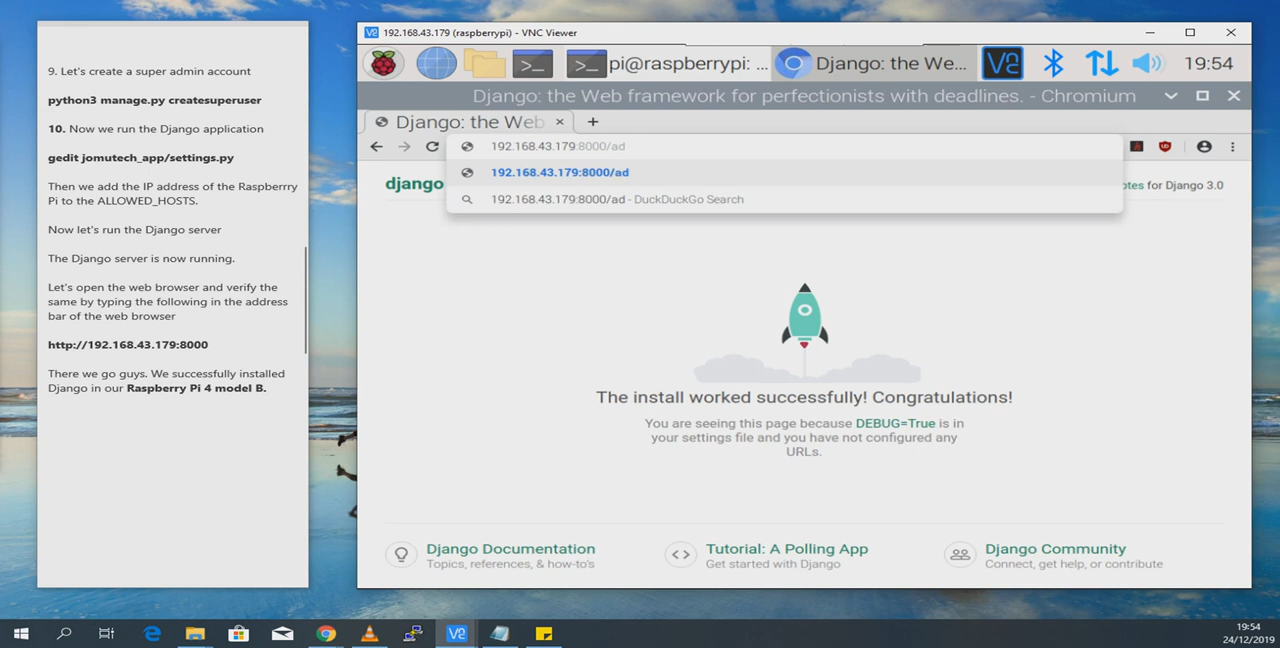 9. Let's create a super admin account
python3 manage.py createsuperuser
10. Now we run the Django application
gedit jomutech_app/settings.py
Then we add the IP address of the Raspberrry
Pi to the ALLOWED_HOSTS.
Now let's run the Django server
The Django server is now running.
Let's open the web browser and verify the
same by typing the following in the address
bar of the web browser
http://192.168.43.179:8000
There we go guys. We successfully installed
Django in our Raspberry Pi 4 model B.
192.168.43.179 (raspberrypi) - VNC Viewer
pi@raspberrypi: ...
Django: the We...
19:54
Django: the Web framework for perfectionists with deadlines. - Chromium
Django: the Web
192.168.43.179:8000/ad
192.168.43.179:8000/ad
192.168.43.179:8000/ad - DuckDuckGo Search
django
otes for Django 3.0
The install worked successfully! Congratulations!
You are seeing this page because DEBUG=True is in
your settings file and you have not configured any
URLs.
Django Documentation
Topics, references, & how-to's
Tutorial: A Polling App
Get started with Django
Django Community
Connect, get help, or contribute
19:54
24/12/2019